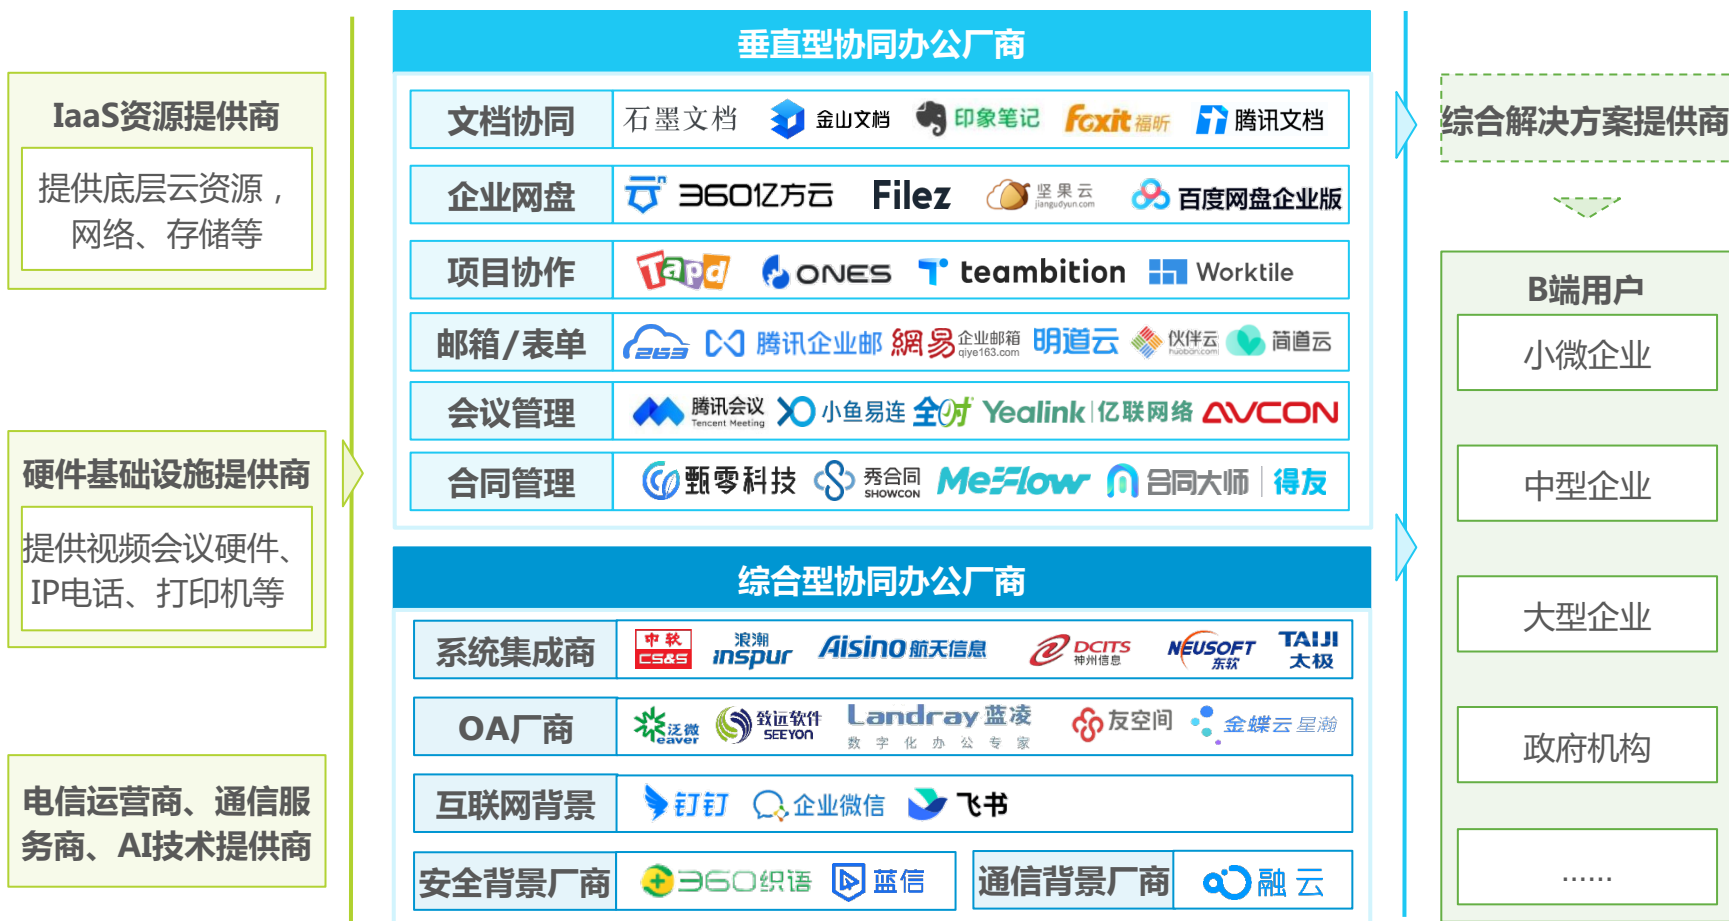 IaaS资源提供商
提供底层云资源，
网络、存储等
硬件基础设施提供商
提供视频会议硬件、
IP电话、打印机等
电信运营商、通信服
务商、AI技术提供商
垂直型协同办公厂商
文档协同 石墨文档 金山文档 印象笔记 Foxit福昕 腾讯文档
企业网盘 360亿方云 Filez 坚果云 jianguoyun.com 百度网盘企业版
项目协作 Tapd ONES teambition Worktile
邮箱/表单 263 腾讯企业邮 網易 企业邮箱 qiye163.com 明道云 伙伴云 huoban.com 简道云
会议管理 腾讯会议 Tencent Meeting 小鱼易连 全时 Yealink 亿联网络 AVCON
合同管理 甄零科技 秀合同 SHOWCON MeFlow 合同大师 得友
综合型协同办公厂商
系统集成商 中软 CS&S 浪潮 inspur Aisino 航天信息 DCITS 神州信息 NEUSOFT 东软 TAIJI 太极
OA厂商 泛微 eaver 致远软件 SEEYON Landray 蓝凌 数字化办公专家 友空间 金蝶云 星瀚
互联网背景 钉钉 企业微信 飞书
安全背景厂商 360织语 蓝信 通信背景厂商 融云
综合解决方案提供商
B端用户
小微企业
中型企业
大型企业
政府机构
......